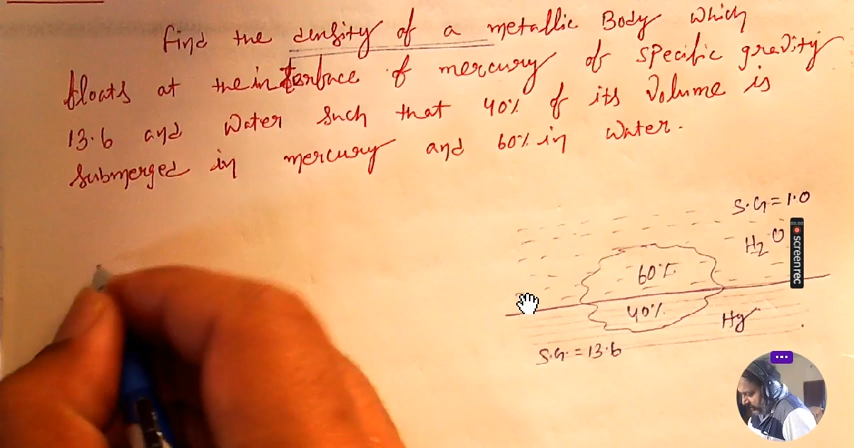 Find the density of a metallic Body which
floats at the interface of mercury of specific gravity
13.6 and water such that 40% of its volume is
submerged in mercury and 60% in water.
S.G = 1.0
H2O
60%
40%
Hg
S.G. = 13.6
screenrec